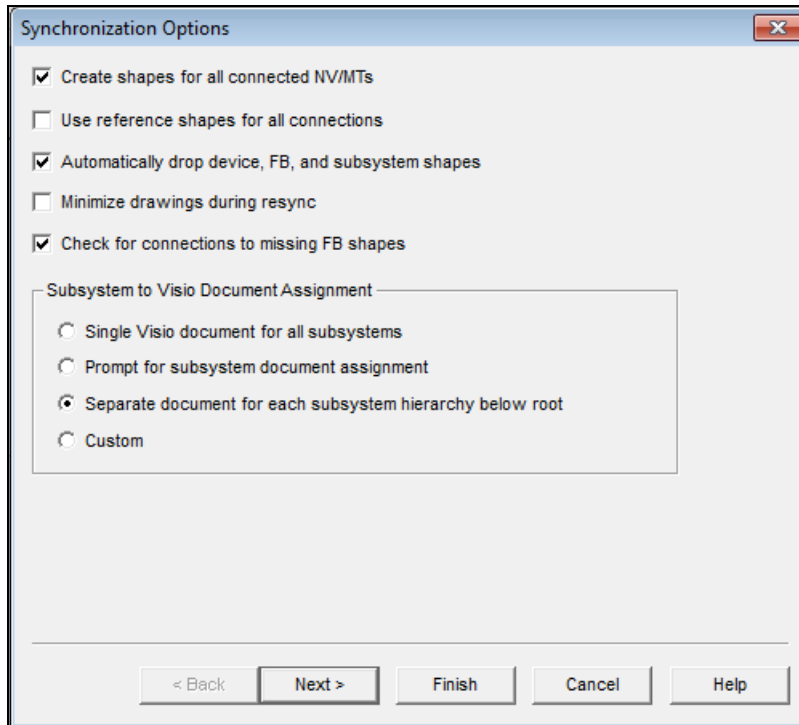 Synchronization Options
Create shapes for all connected NV/MTs
Use reference shapes for all connections
Automatically drop device, FB, and subsystem shapes
Minimize drawings during resync
Check for connections to missing FB shapes
Subsystem to Visio Document Assignment
Single Visio document for all subsystems
Prompt for subsystem document assignment
Separate document for each subsystem hierarchy below root
Custom
< Back Next > Finish Cancel Help